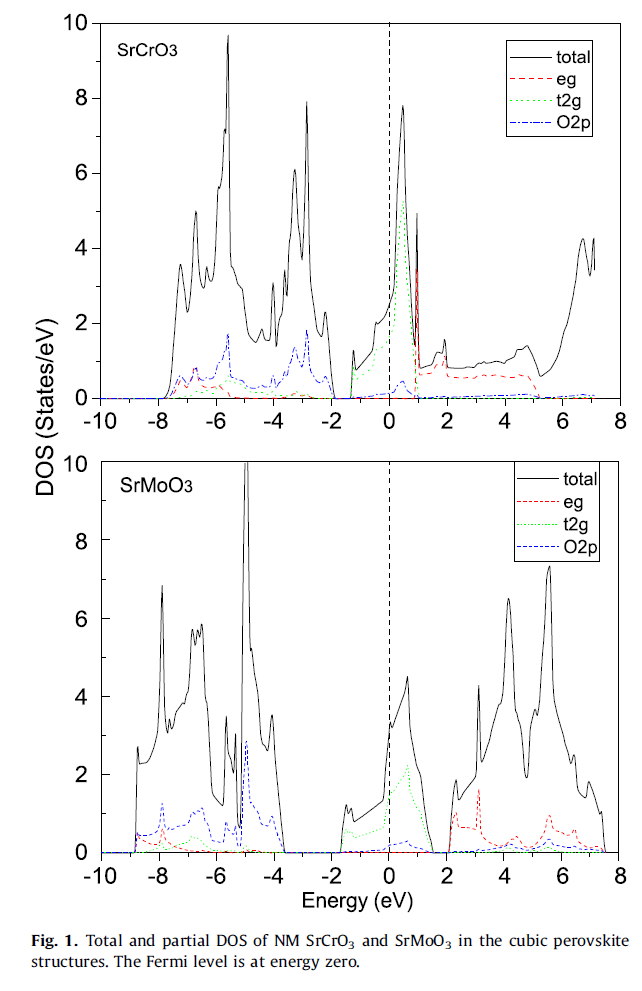 10
SrCrO3
total
eg
t2g
O2p
8
6
4
2
0
-10 -8 -6 -4 -2 0 2 4 6 8
DOS (States/eV)
10
SrMoO3
total
eg
t2g
O2p
8
6
4
2
0
-10 -8 -6 -4 -2 0 2 4 6 8
Energy (eV)
Fig. 1. Total and partial DOS of NM SrCrO3 and SrMoO3 in the cubic perovskite
structures. The Fermi level is at energy zero.